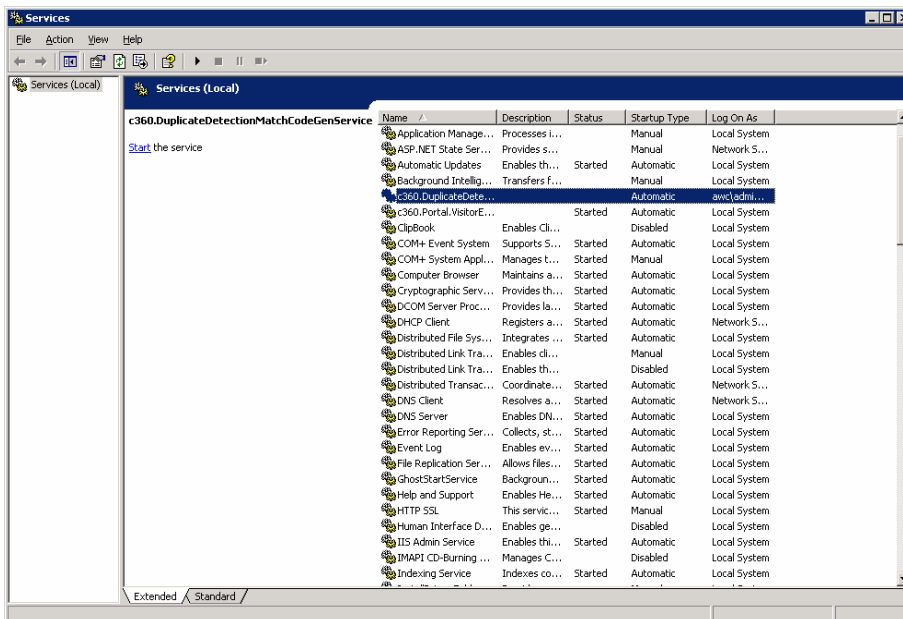 Services
File Action View Help
Services (Local)
Services (Local)
c360.DuplicateDetectionMatchCodeGenService
Start the service
Name Description Status Startup Type Log On As
Application Manage... Processes i... Manual Local System
ASP.NET State Ser... Provides s... Manual Network S...
Automatic Updates Enables th... Started Automatic Local System
Background Intellig... Transfers f... Manual Local System
c360.DuplicateDete... Automatic awc\admi...
c360.Portal.VisitorE... Started Automatic Local System
ClipBook Enables Cli... Disabled Local System
COM+ Event System Supports S... Started Automatic Local System
COM+ System Appl... Manages t... Started Manual Local System
Computer Browser Maintains a... Started Automatic Local System
Cryptographic Serv... Provides th... Started Automatic Local System
DCOM Server Proc... Provides la... Started Automatic Local System
DHCP Client Registers a... Started Automatic Network S...
Distributed File Sys... Integrates ... Started Automatic Local System
Distributed Link Tra... Enables cli... Manual Local System
Distributed Link Tra... Enables th... Disabled Local System
Distributed Transac... Coordinate... Started Automatic Network S...
DNS Client Resolves a... Started Automatic Network S...
DNS Server Enables DN... Started Automatic Local System
Error Reporting Ser... Collects, st... Started Automatic Local System
Event Log Enables ev... Started Automatic Local System
File Replication Ser... Allows files... Started Automatic Local System
GhostStartService Backgroun... Started Automatic Local System
Help and Support Enables He... Started Automatic Local System
HTTP SSL This servic... Started Manual Local System
Human Interface D... Enables ge... Disabled Local System
IIS Admin Service Enables thi... Started Automatic Local System
IMAPI CD-Burning ... Manages C... Disabled Local System
Indexing Service Indexes co... Started Automatic Local System
Extended Standard